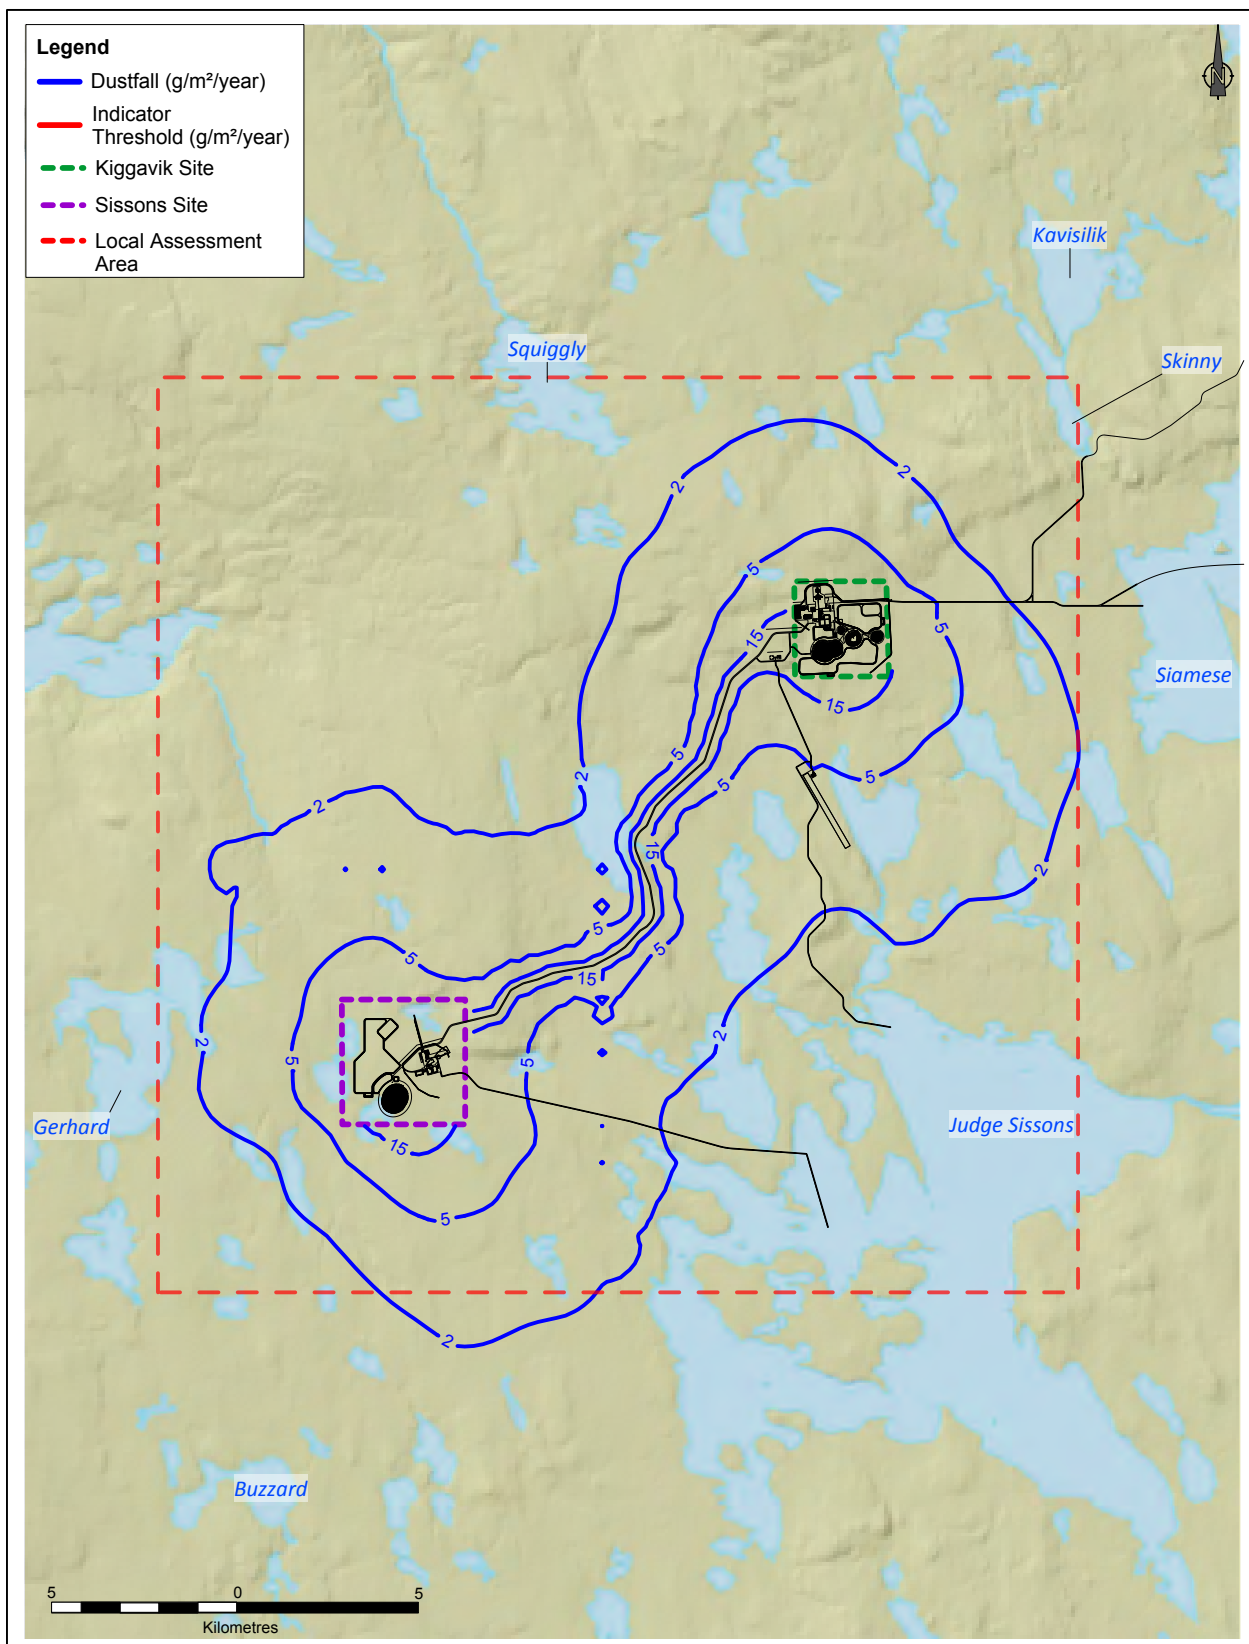 Legend
Dustfall (g/m²/year)
Indicator
Threshold (g/m²/year)
Kiggavik Site
Sissons Site
Local Assessment
Area
N
Kavisilik
Squiggly
Skinny
2
2
5
5
15
Siamese
15
5
2
5
5
2
15
2
5
5
5
15
2
2
5
5
Gerhard
Judge Sissons
15
5
2
Buzzard
5
0
5
Kilometres